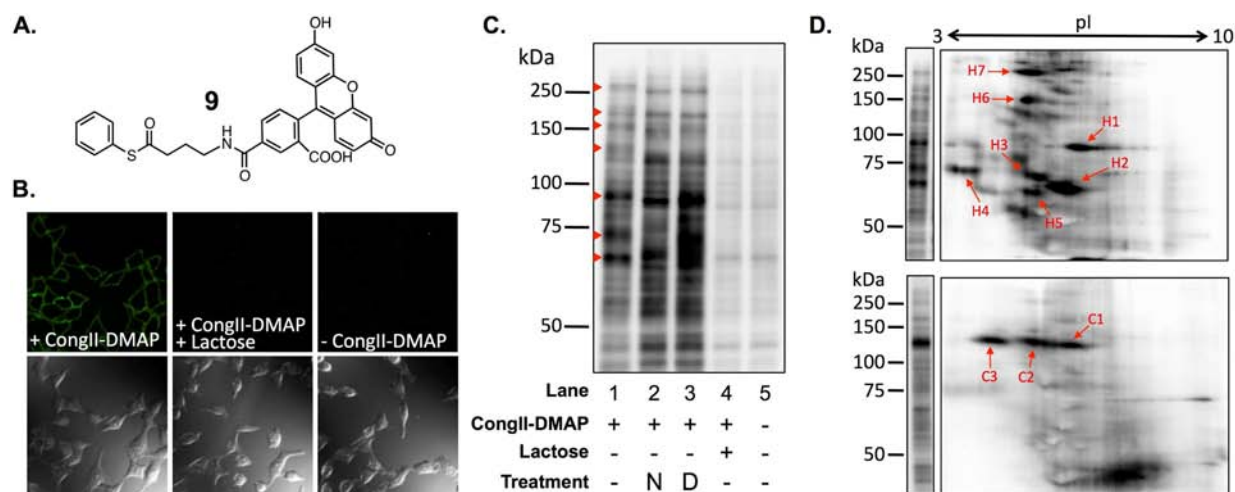 A.
OH
9
O
O
S
H
N
O
COOH
O
B.
+ CongII-DMAP
+ CongII-DMAP
+ Lactose
- CongII-DMAP
C.
kDa
250
150
100
75
50
Lane 1 2 3 4 5
CongII-DMAP + + + + -
Lactose - - - + -
Treatment - N D - -
D.
pI
3 10
kDa
250
150
100
75
50
H7
H6
H1
H3
H2
H4
H5
kDa
250
150
100
75
50
C1
C3 C2